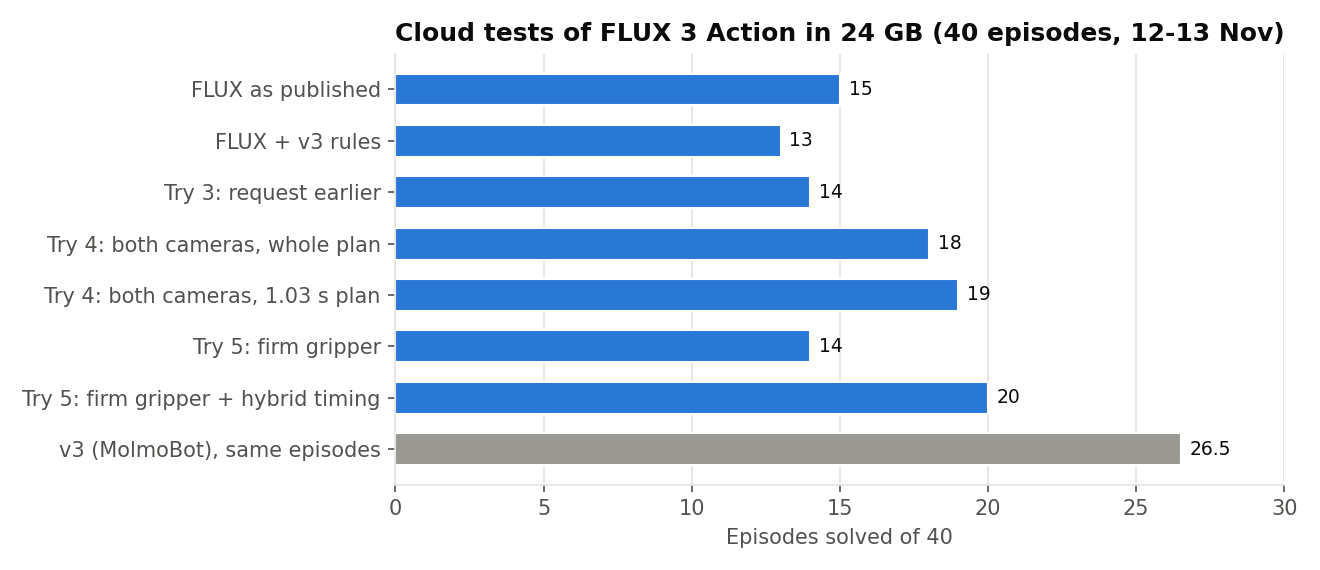 Cloud tests of FLUX 3 Action in 24 GB (40 episodes, 12-13 Nov)
FLUX as published 15
FLUX + v3 rules 13
Try 3: request earlier 14
Try 4: both cameras, whole plan 18
Try 4: both cameras, 1.03 s plan 19
Try 5: firm gripper 14
Try 5: firm gripper + hybrid timing 20
v3 (MolmoBot), same episodes 26.5
0 5 10 15 20 25 30
Episodes solved of 40